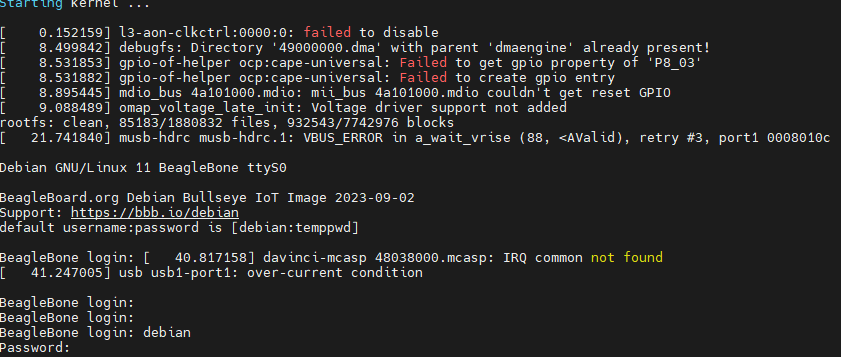 Starting kernel ...
[    0.152159] l3-aon-clkctrl:0000:0: failed to disable
[    8.499842] debugfs: Directory '49000000.dma' with parent 'dmaengine' already present!
[    8.531853] gpio-of-helper ocp:cape-universal: Failed to get gpio property of 'P8_03'
[    8.531882] gpio-of-helper ocp:cape-universal: Failed to create gpio entry
[    8.895445] mdio_bus 4a101000.mdio: mii_bus 4a101000.mdio couldn't get reset GPIO
[    9.088489] omap_voltage_late_init: Voltage driver support not added
rootfs: clean, 85183/1880832 files, 932543/7742976 blocks
[   21.741840] musb-hdrc musb-hdrc.1: VBUS_ERROR in a_wait_vrise (88, <AValid), retry #3, port1 0008010c
Debian GNU/Linux 11 BeagleBone ttyS0
BeagleBoard.org Debian Bullseye IoT Image 2023-09-02
Support: https://bbb.io/debian
default username:password is [debian:temppwd]
BeagleBone login: [   40.817158] davinci-mcasp 48038000.mcasp: IRQ common not found
[   41.247005] usb usb1-port1: over-current condition
BeagleBone login:
BeagleBone login:
BeagleBone login: debian
Password: